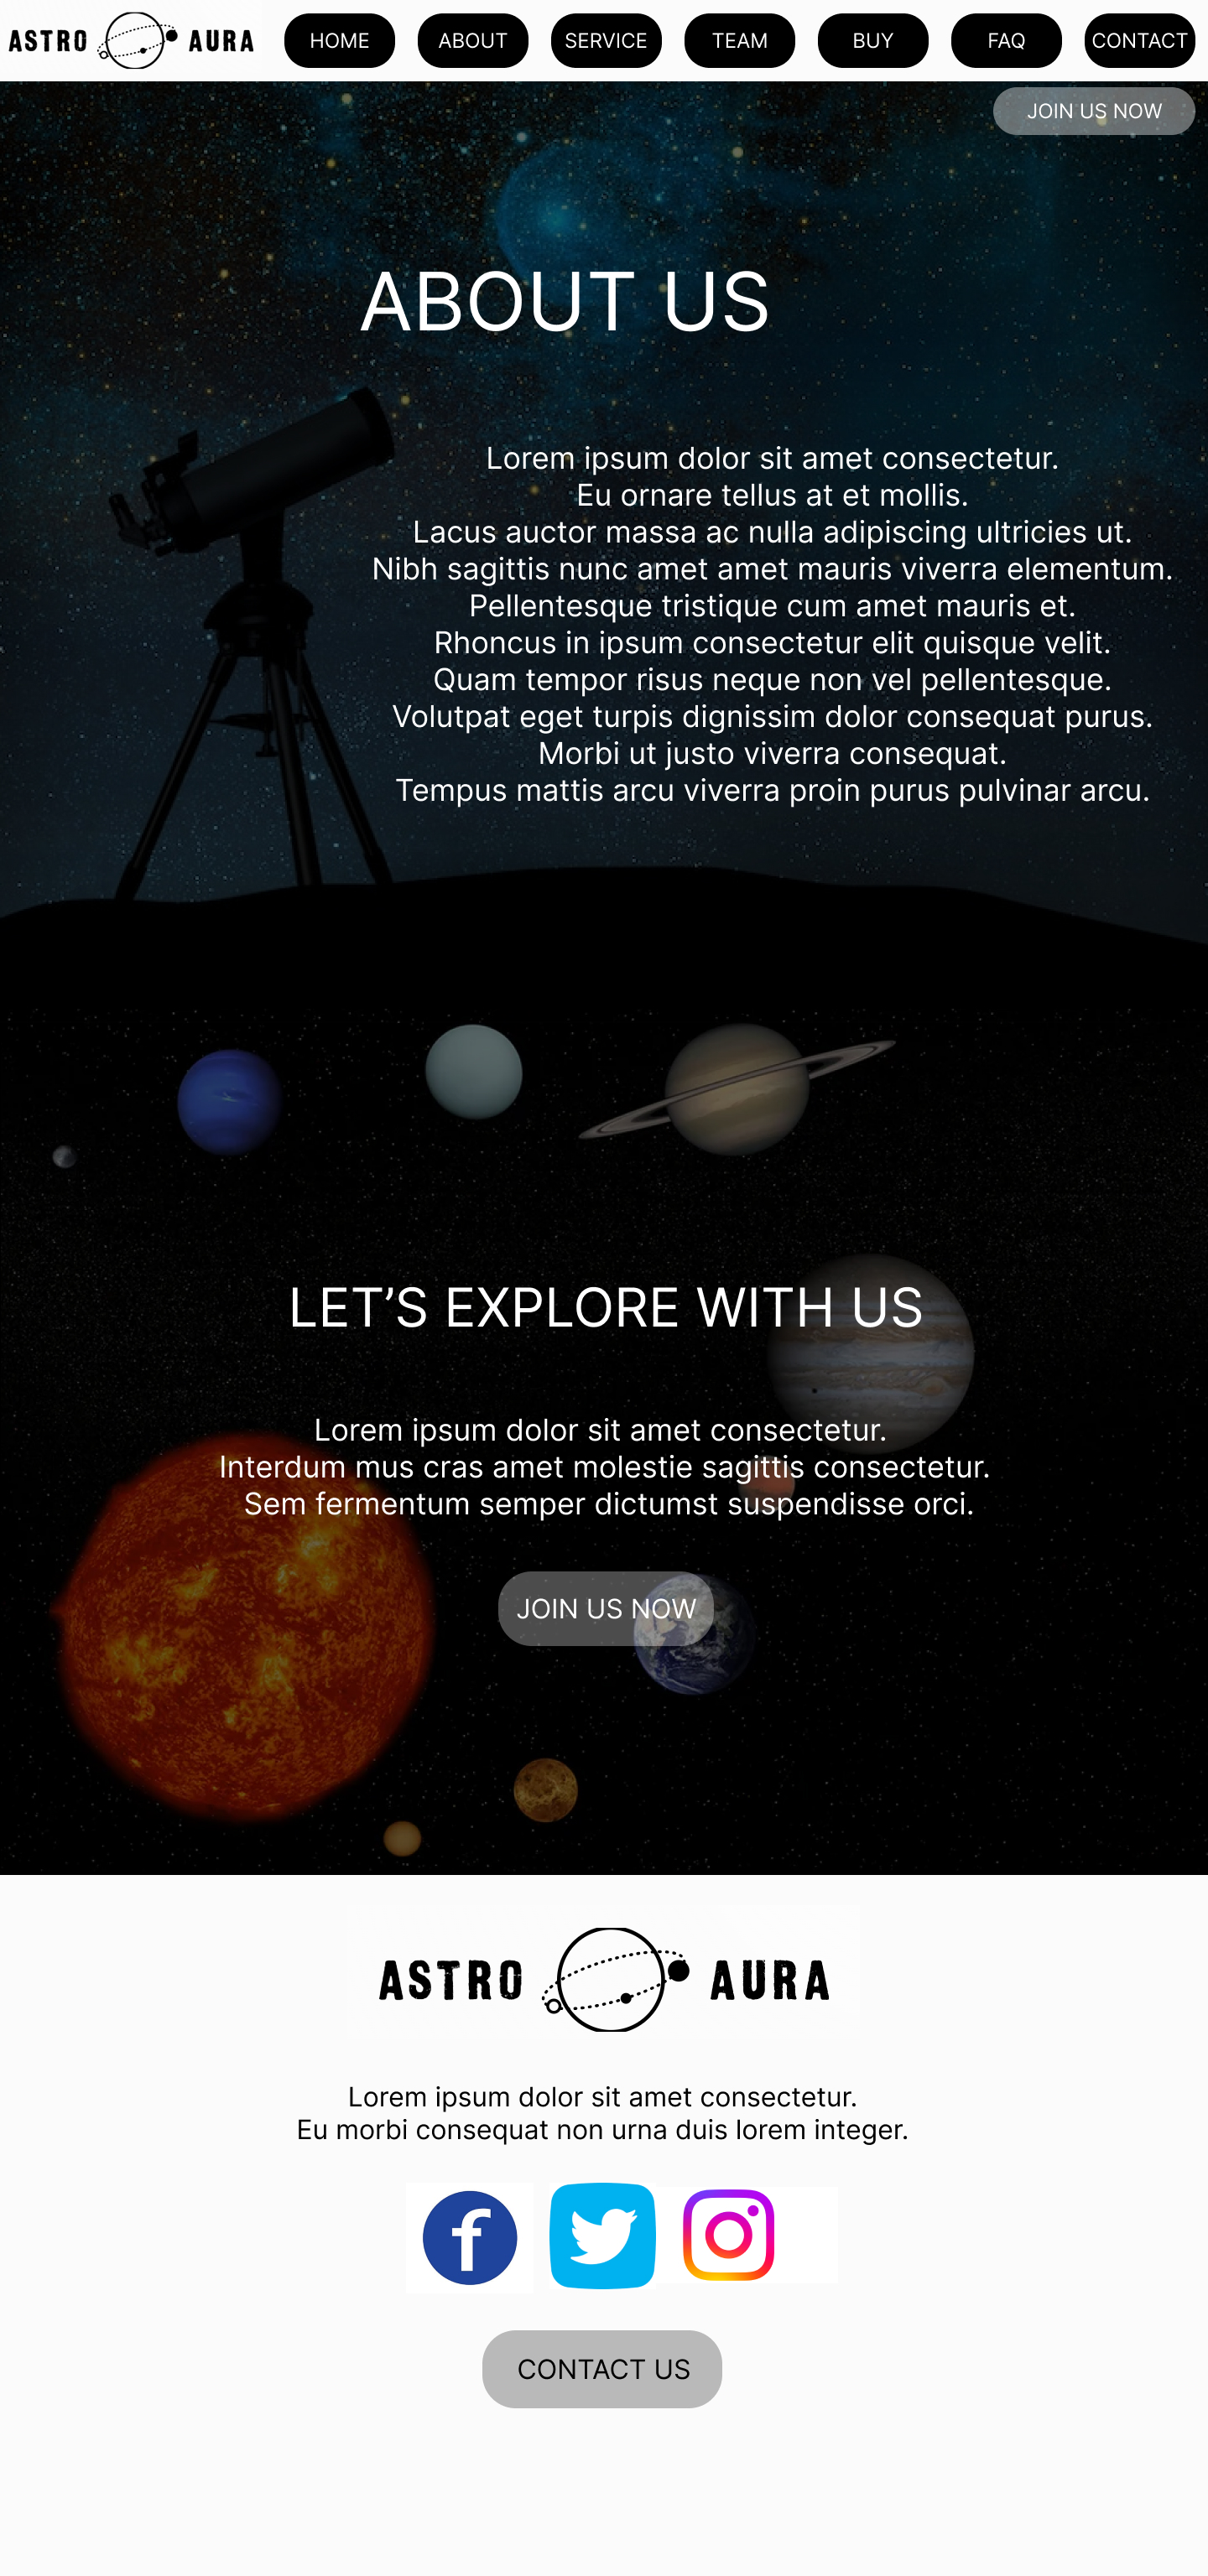 ASTRO AURA
HOME
ABOUT
SERVICE
TEAM
BUY
FAQ
CONTACT
JOIN US NOW
ABOUT US
Lorem ipsum dolor sit amet consectetur.
Eu ornare tellus at et mollis.
Lacus auctor massa ac nulla adipiscing ultricies ut.
Nibh sagittis nunc amet amet mauris viverra elementum.
Pellentesque tristique cum amet mauris et.
Rhoncus in ipsum consectetur elit quisque velit.
Quam tempor risus neque non vel pellentesque.
Volutpat eget turpis dignissim dolor consequat purus.
Morbi ut justo viverra consequat.
Tempus mattis arcu viverra proin purus pulvinar arcu.
LET’S EXPLORE WITH US
Lorem ipsum dolor sit amet consectetur.
Interdum mus cras amet molestie sagittis consectetur.
Sem fermentum semper dictumst suspendisse orci.
JOIN US NOW
ASTRO AURA
Lorem ipsum dolor sit amet consectetur.
Eu morbi consequat non urna duis lorem integer.
CONTACT US